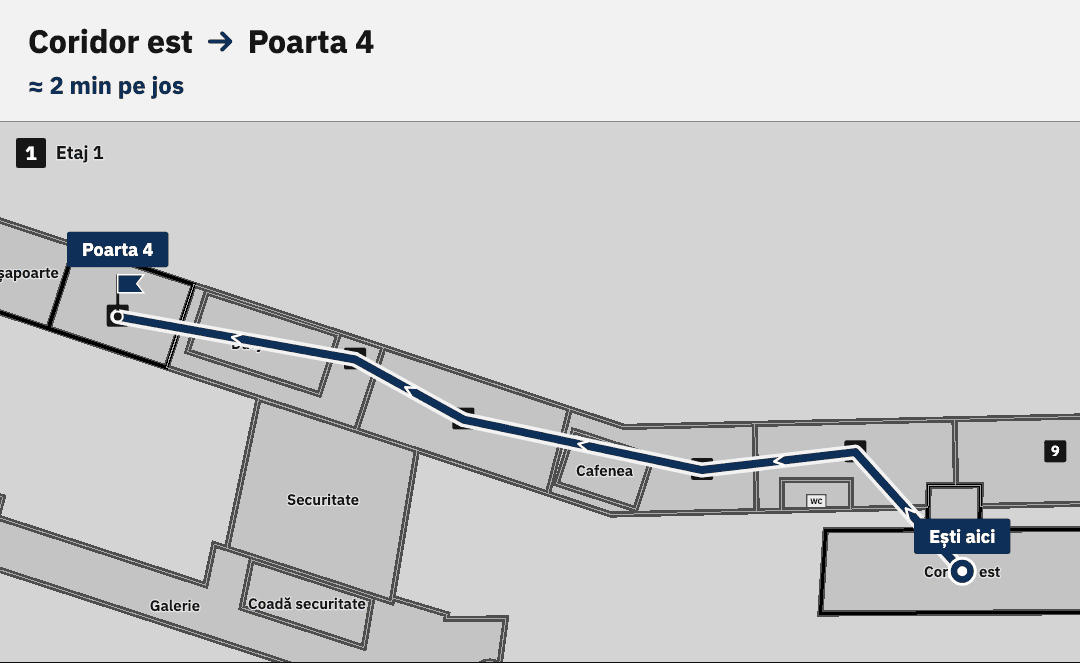 Coridor est → Poarta 4
≈ 2 min pe jos
1 Etaj 1
Poarta 4
șapoarte
Cafenea
9
WC
Securitate
Ești aici
est
Galerie
Coadă securitate